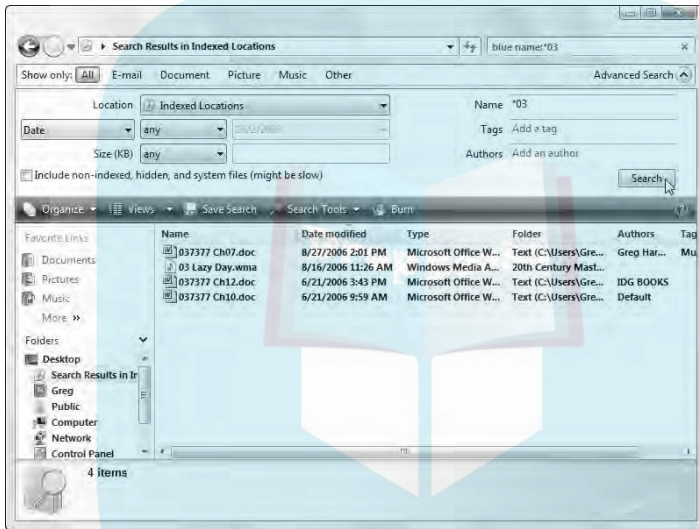 Search Results in Indexed Locations
blue name:*03
Show only: All E-mail Document Picture Music Other Advanced Search
Location Indexed Locations Name *03
Date any Tags Add a tag
Size (KB) any Authors Add an author
Include non-indexed, hidden, and system files (might be slow) Search
Organize Views Save Search Search Tools Burn
Favorite Links
Documents
Pictures
Music
More »
Folders
Desktop
Search Results in Ir
Greg
Public
Computer
Network
Control Panel
Name Date modified Type Folder Authors Tag
037377 Ch07.doc 8/27/2006 2:01 PM Microsoft Office W... Text (C:\Users\Gre... Greg Har... Mu
03 Lazy Day.wma 8/16/2006 11:26 AM Windows Media A... 20th Century Mast...
037377 Ch12.doc 6/21/2006 3:43 PM Microsoft Office W... Text (C:\Users\Gre... IDG BOOKS
037377 Ch10.doc 6/21/2006 9:59 AM Microsoft Office W... Text (C:\Users\Gre... Default
4 items